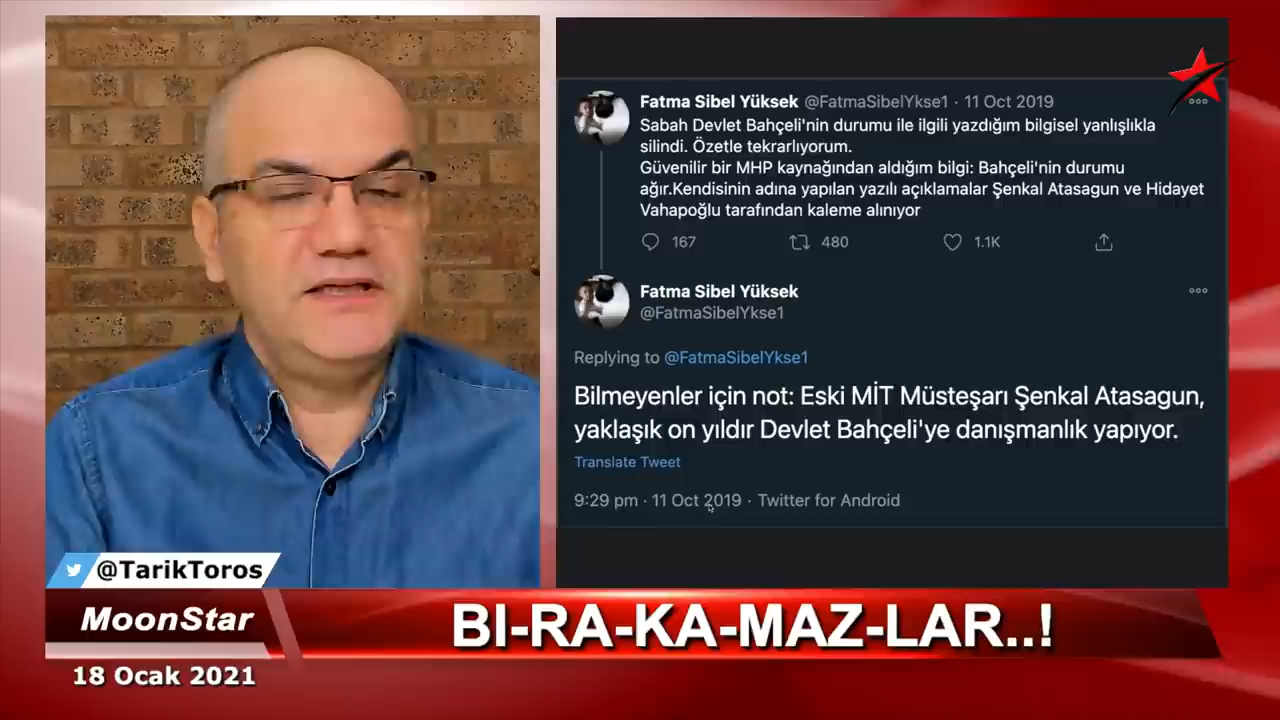 Fatma Sibel Yüksek @FatmaSibelYkse1 · 11 Oct 2019
Sabah Devlet Bahçeli'nin durumu ile ilgili yazdığım bilgisel yanlışlıkla
silindi. Özetle tekrarlıyorum.
Güvenilir bir MHP kaynağından aldığım bilgi: Bahçeli'nin durumu
ağır.Kendisinin adına yapılan yazılı açıklamalar Şenkal Atasagun ve Hidayet
Vahapoğlu tarafından kaleme alınıyor
167 480 1.1K
Fatma Sibel Yüksek
@FatmaSibelYkse1
Replying to @FatmaSibelYkse1
Bilmeyenler için not: Eski MİT Müsteşarı Şenkal Atasagun,
yaklaşık on yıldır Devlet Bahçeli'ye danışmanlık yapıyor.
Translate Tweet
9:29 pm · 11 Oct 2019 · Twitter for Android
@TarikToros
MoonStar
BI-RA-KA-MAZ-LAR..!
18 Ocak 2021